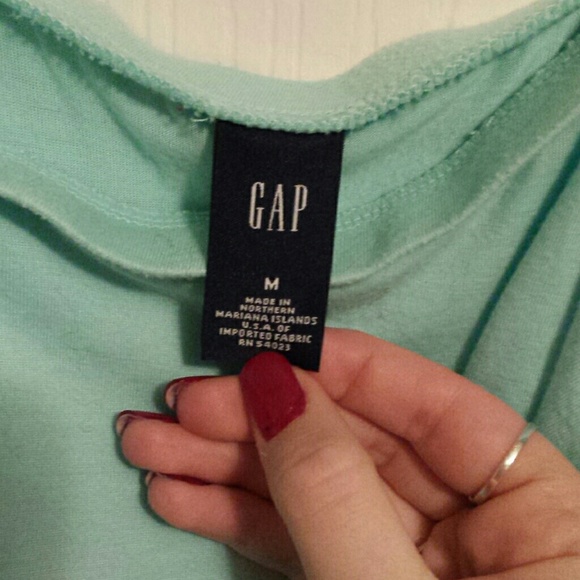 GAP
M
MADE IN
NORTHERN
MARIANA ISLANDS
U.S.A. OF
IMPORTED FABRIC
RN 54023